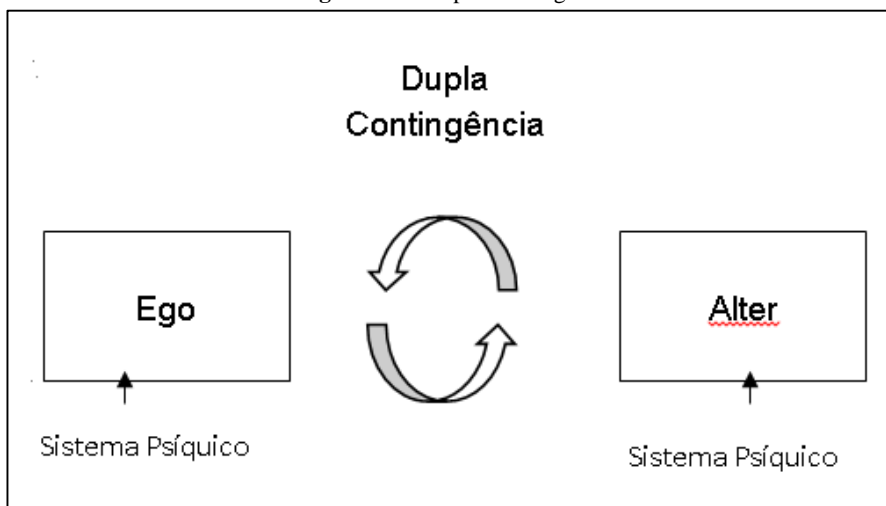 Dupla
Contingência
Ego
Alter
Sistema Psíquico
Sistema Psíquico